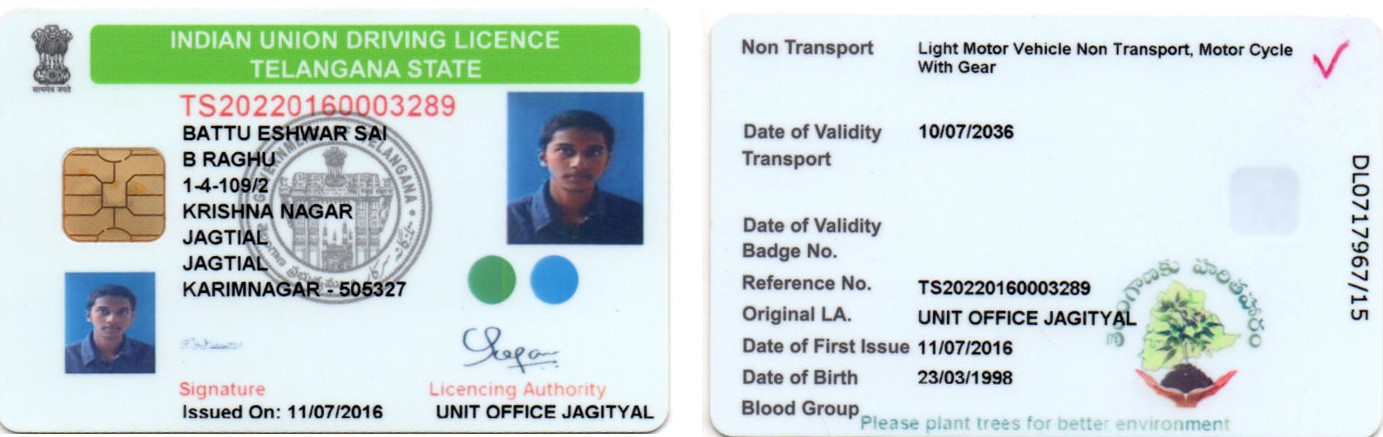 INDIAN UNION DRIVING LICENCE
TELANGANA STATE
सत्यमेव जयते
TS20220160003289
BATTU ESHWAR SAI
B RAGHU
1-4-109/2
KRISHNA NAGAR
JAGTIAL
JAGTIAL
KARIMNAGAR - 505327
Signature
Licencing Authority
Issued On: 11/07/2016
UNIT OFFICE JAGITYAL
Non Transport
Light Motor Vehicle Non Transport, Motor Cycle
With Gear
Date of Validity
10/07/2036
Transport
Date of Validity
Badge No.
Reference No.
TS20220160003289
Original LA.
UNIT OFFICE JAGITYAL
Date of First Issue
11/07/2016
Date of Birth
23/03/1998
Blood Group
Please plant trees for better environment
తెలంగాణకు హరితహారం
DL0717967/15